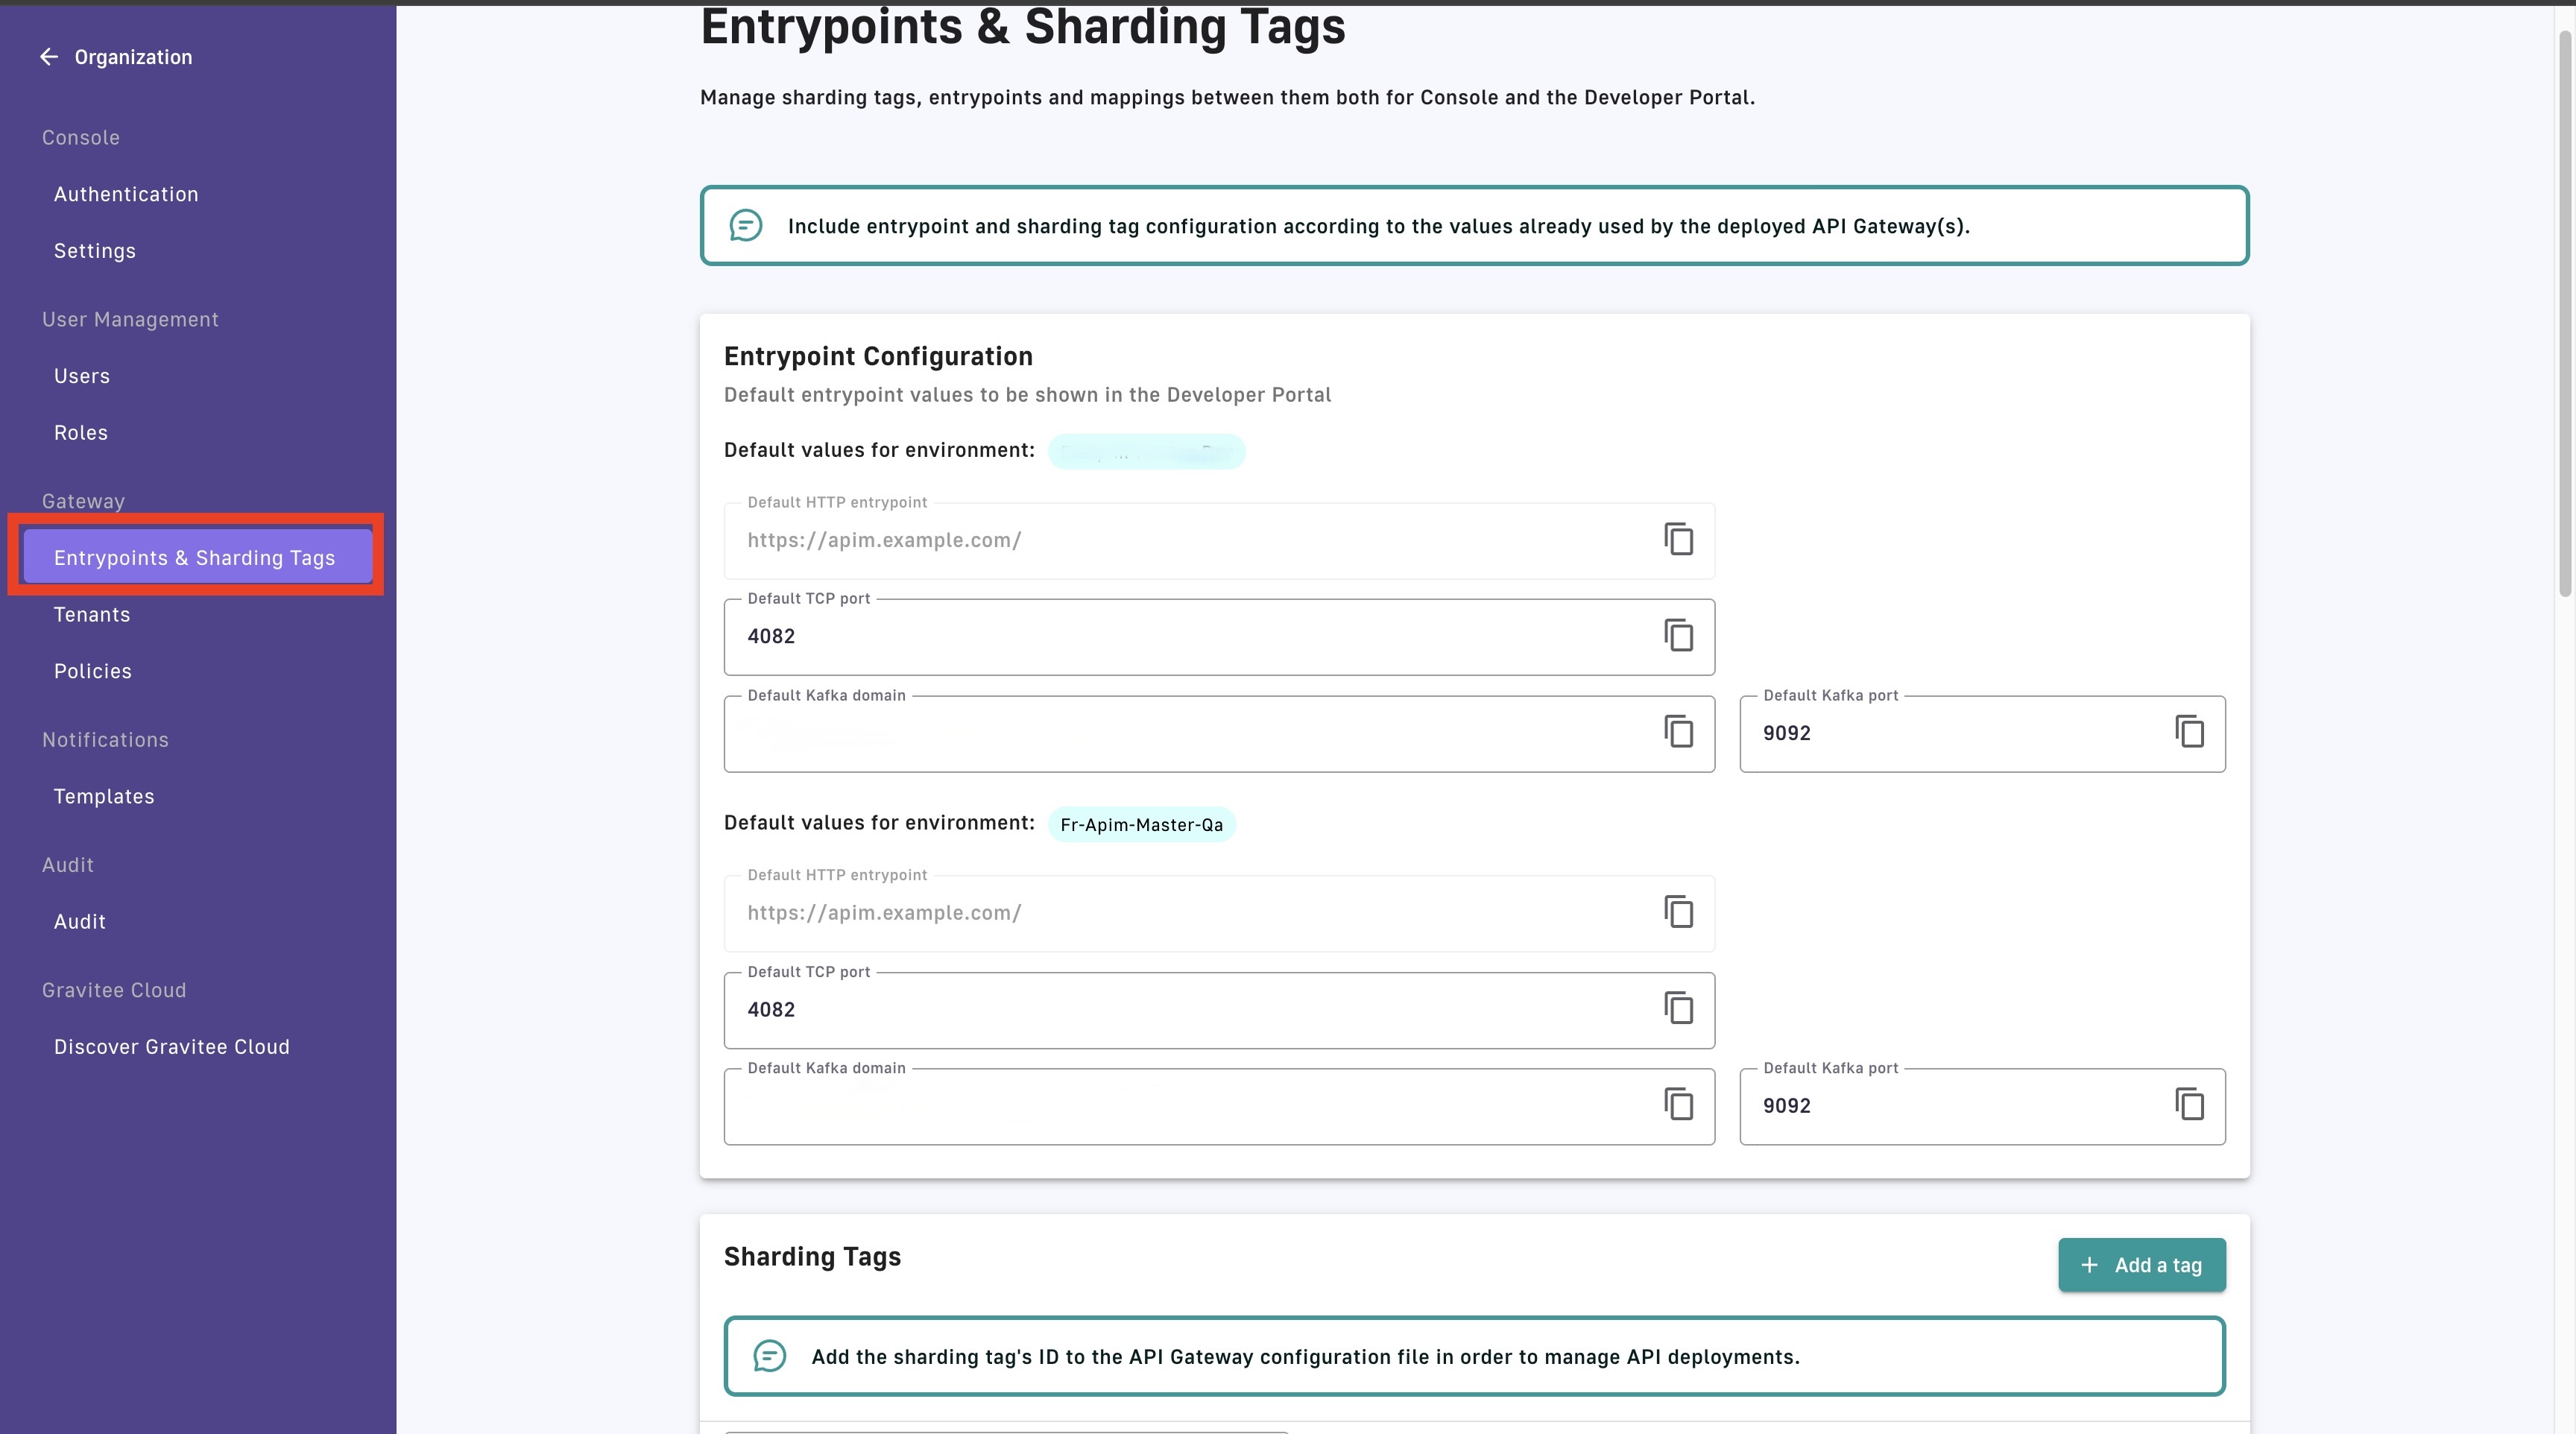 Organization
Console
Authentication
Settings
User Management
Users
Roles
Gateway
Entrypoints & Sharding Tags
Tenants
Policies
Notifications
Templates
Audit
Audit
Gravitee Cloud
Discover Gravitee Cloud
Entrypoints & Sharding Tags
Manage sharding tags, entrypoints and mappings between them both for Console and the Developer Portal.
Include entrypoint and sharding tag configuration according to the values already used by the deployed API Gateway(s).
Entrypoint Configuration
Default entrypoint values to be shown in the Developer Portal
Default values for environment:
Default HTTP entrypoint
https://apim.example.com/
Default TCP port
4082
Default Kafka domain
Default Kafka port
9092
Default values for environment: Fr-Apim-Master-Qa
Default HTTP entrypoint
https://apim.example.com/
Default TCP port
4082
Default Kafka domain
Default Kafka port
9092
Sharding Tags
+ Add a tag
Add the sharding tag's ID to the API Gateway configuration file in order to manage API deployments.